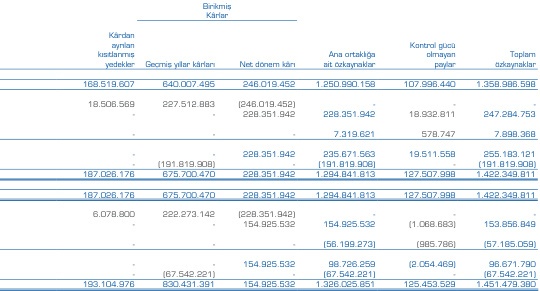 Birikmiş
Kârlar
Kârdan
ayrılan
kısıtlanmış
yedekler Geçmiş yıllar kârları Net dönem kârı Ana ortaklığa
ait özkaynaklar Kontrol gücü
olmayan
paylar Toplam
özkaynaklar
168.519.607 640.007.495 246.019.452 1.250.990.158 107.996.440 1.358.986.598
18.506.569 227.512.883 (246.019.452) - - -
- - 228.351.942 228.351.942 18.932.811 247.284.753
- - - 7.319.621 578.747 7.898.368
- - 228.351.942 235.671.563 19.511.558 255.183.121
- (191.819.908) - (191.819.908) - (191.819.908)
187.026.176 675.700.470 228.351.942 1.294.841.813 127.507.998 1.422.349.811
187.026.176 675.700.470 228.351.942 1.294.841.813 127.507.998 1.422.349.811
6.078.800 222.273.142 (228.351.942) - - -
- - 154.925.532 154.925.532 (1.068.683) 153.856.849
- - - (56.199.273) (985.786) (57.185.059)
- - 154.925.532 98.726.259 (2.054.469) 96.671.790
- (67.542.221) - (67.542.221) - (67.542.221)
193.104.976 830.431.391 154.925.532 1.326.025.851 125.453.529 1.451.479.380